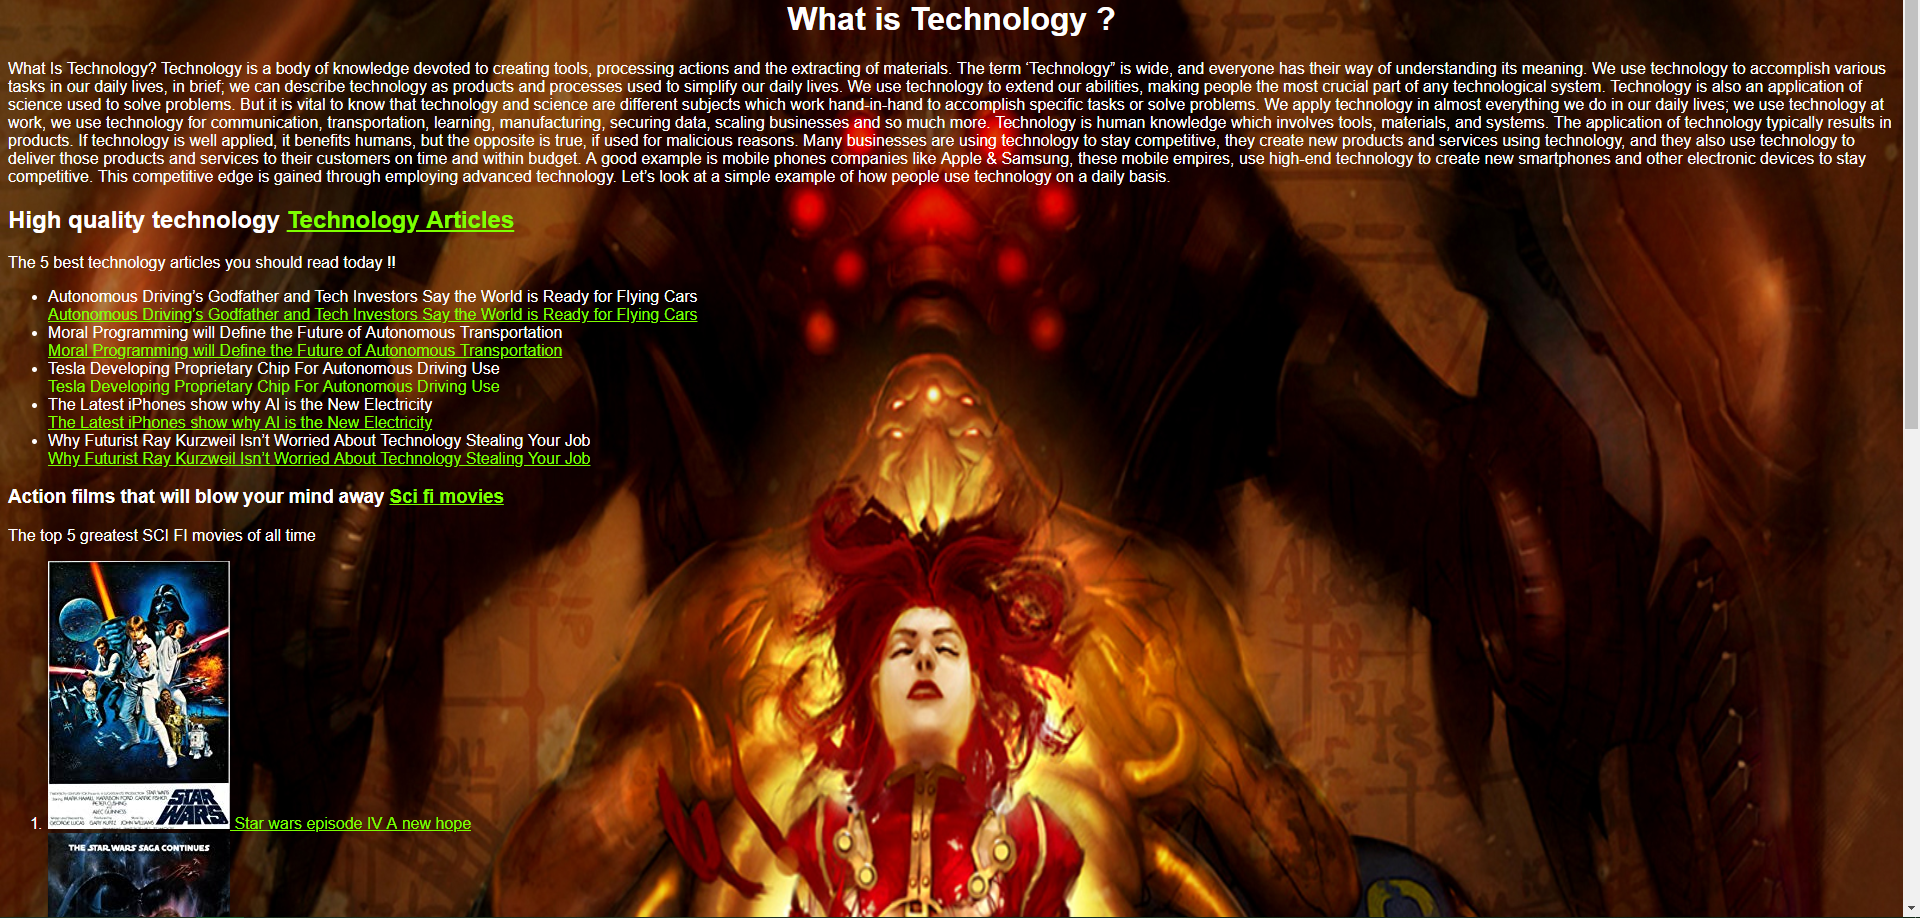 What is Technology ?
What Is Technology? Technology is a body of knowledge devoted to creating tools, processing actions and the extracting of materials. The term ‘Technology” is wide, and everyone has their way of understanding its meaning. We use technology to accomplish various
tasks in our daily lives, in brief; we can describe technology as products and processes used to simplify our daily lives. We use technology to extend our abilities, making people the most crucial part of any technological system. Technology is also an application of
science used to solve problems. But it is vital to know that technology and science are different subjects which work hand-in-hand to accomplish specific tasks or solve problems. We apply technology in almost everything we do in our daily lives; we use technology at
work, we use technology for communication, transportation, learning, manufacturing, securing data, scaling businesses and so much more. Technology is human knowledge which involves tools, materials, and systems. The application of technology typically results in
products. If technology is well applied, it benefits humans, but the opposite is true, if used for malicious reasons. Many businesses are using technology to stay competitive, they create new products and services using technology, and they also use technology to
deliver those products and services to their customers on time and within budget. A good example is mobile phones companies like Apple & Samsung, these mobile empires, use high-end technology to create new smartphones and other electronic devices to stay
competitive. This competitive edge is gained through employing advanced technology. Let’s look at a simple example of how people use technology on a daily basis.
High quality technology Technology Articles
The 5 best technology articles you should read today !!
• Autonomous Driving’s Godfather and Tech Investors Say the World is Ready for Flying Cars
Autonomous Driving’s Godfather and Tech Investors Say the World is Ready for Flying Cars
• Moral Programming will Define the Future of Autonomous Transportation
Moral Programming will Define the Future of Autonomous Transportation
• Tesla Developing Proprietary Chip For Autonomous Driving Use
Tesla Developing Proprietary Chip For Autonomous Driving Use
• The Latest iPhones show why AI is the New Electricity
The Latest iPhones show why AI is the New Electricity
• Why Futurist Ray Kurzweil Isn’t Worried About Technology Stealing Your Job
Why Futurist Ray Kurzweil Isn’t Worried About Technology Stealing Your Job
Action films that will blow your mind away Sci fi movies
The top 5 greatest SCI FI movies of all time
STAR WARS
MARK HAMILL HARRISON FORD CARRIE FISHER
PETER CUSHING
ALEC GUINNESS
GEORGE LUCAS GARY KURTZ JOHN WILLIAMS
STAR
WARS
1. Star wars episode IV A new hope
THE STAR WARS SAGA CONTINUES